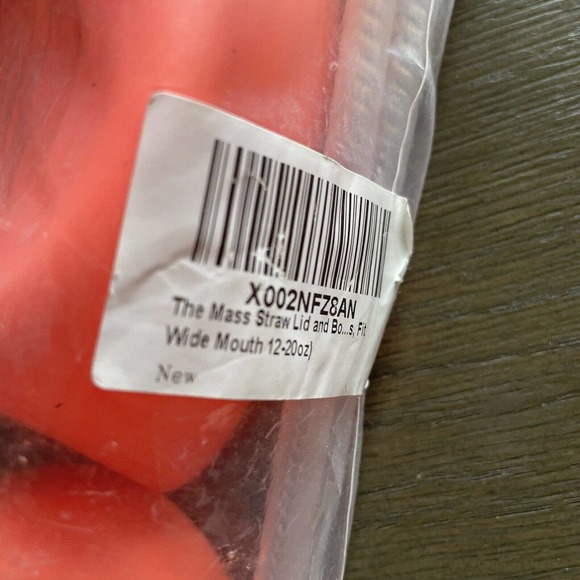 X002NFZ8AN
The Mass Straw Lid and Bo...s, Fit
Wide Mouth 12-20oz)
New